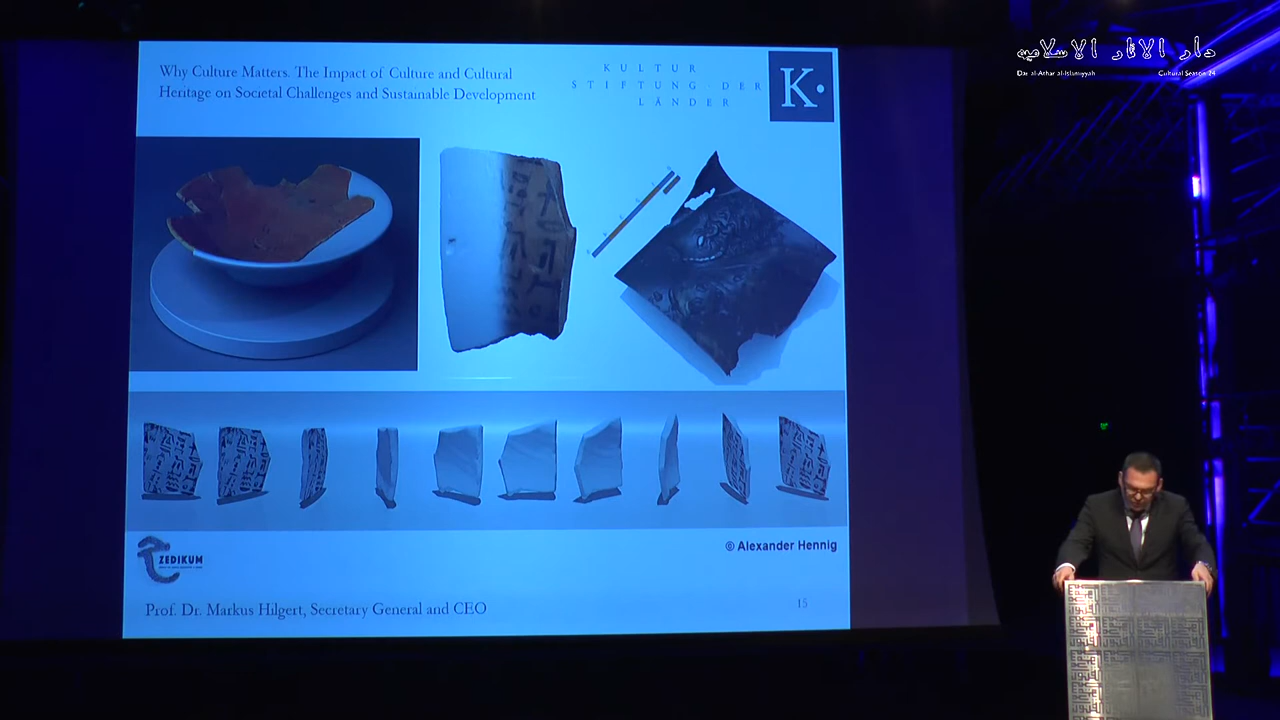 Why Culture Matters. The Impact of Culture and Cultural
Heritage on Societal Challenges and Sustainable Development
KULTUR
STIFTUNG · DER
LÄNDER
K·
دار الآثار الاسلاميه
Dar al-Athar al-Islamiyyah
Cultural Season 24
ZEDIKUM
© Alexander Hennig
Prof. Dr. Markus Hilgert, Secretary General and CEO
15